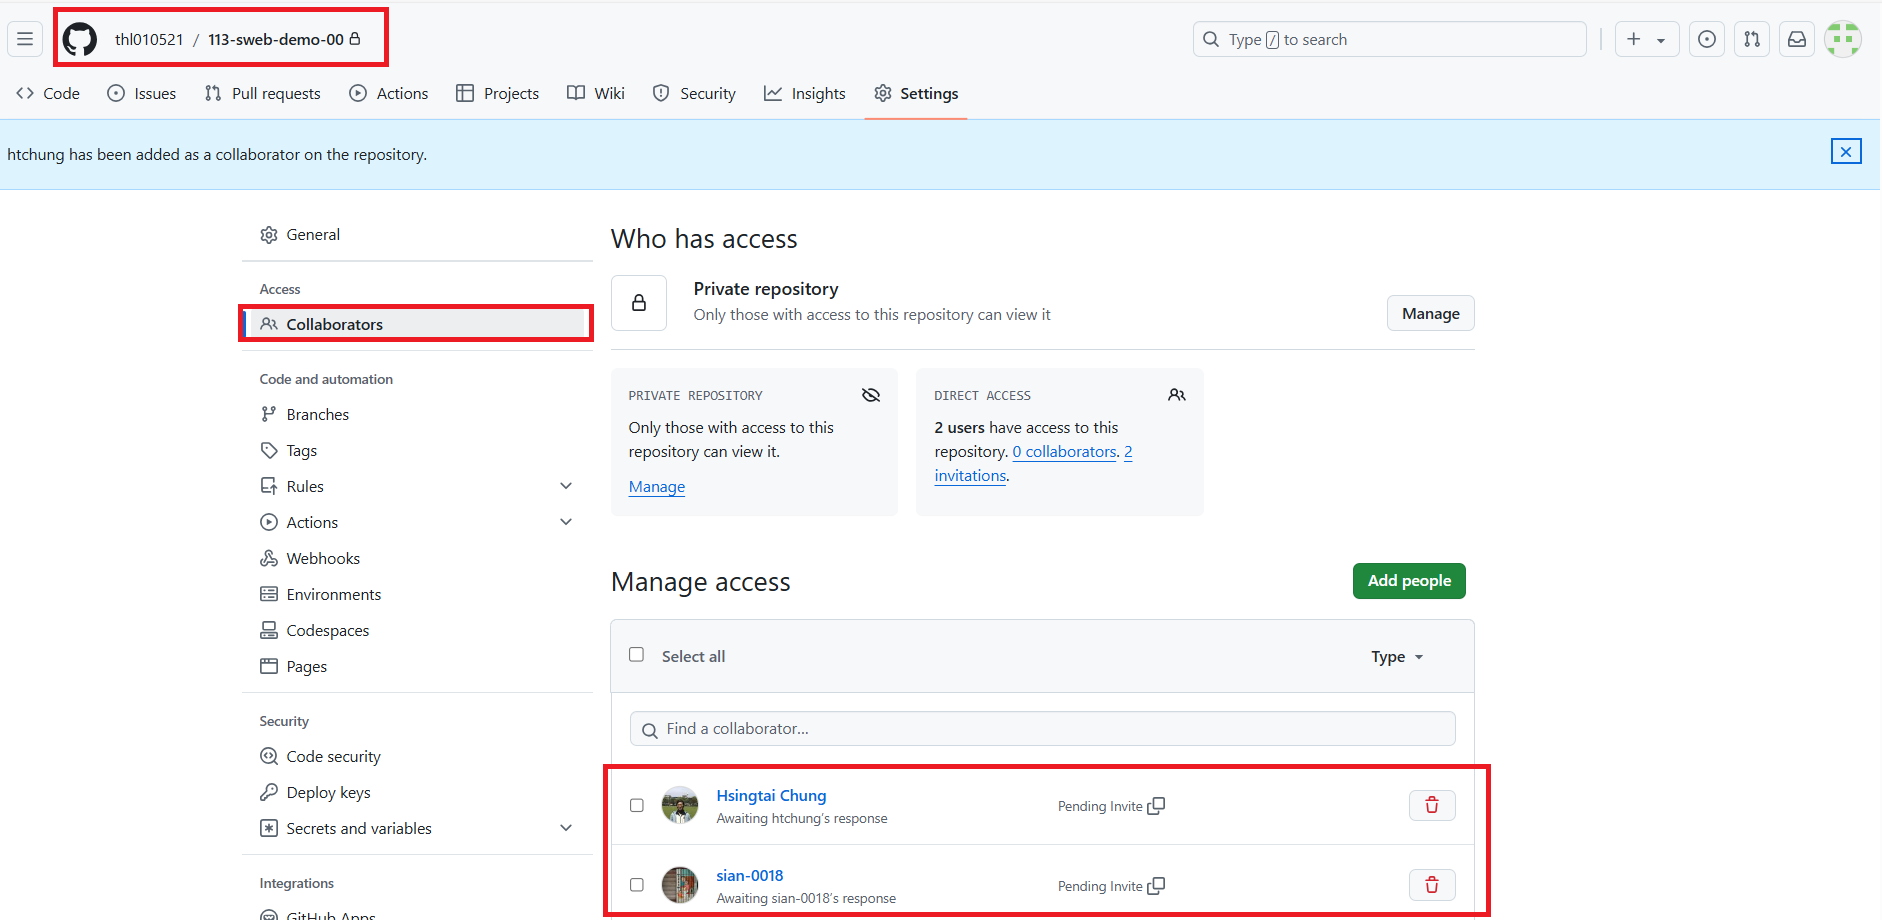 thl010521 / 113-sweb-demo-00
Type / to search
Code
Issues
Pull requests
Actions
Projects
Wiki
Security
Insights
Settings
htchung has been added as a collaborator on the repository.
General
Access
Collaborators
Code and automation
Branches
Tags
Rules
Actions
Webhooks
Environments
Codespaces
Pages
Security
Code security
Deploy keys
Secrets and variables
Integrations
GitHub Apps
Who has access
Private repository
Only those with access to this repository can view it
Manage
PRIVATE REPOSITORY
Only those with access to this
repository can view it.
Manage
DIRECT ACCESS
2 users have access to this
repository. 0 collaborators. 2
invitations.
Manage access
Add people
Select all
Type
Find a collaborator...
Hsingtai Chung
Awaiting htchung's response
Pending Invite
sian-0018
Awaiting sian-0018's response
Pending Invite